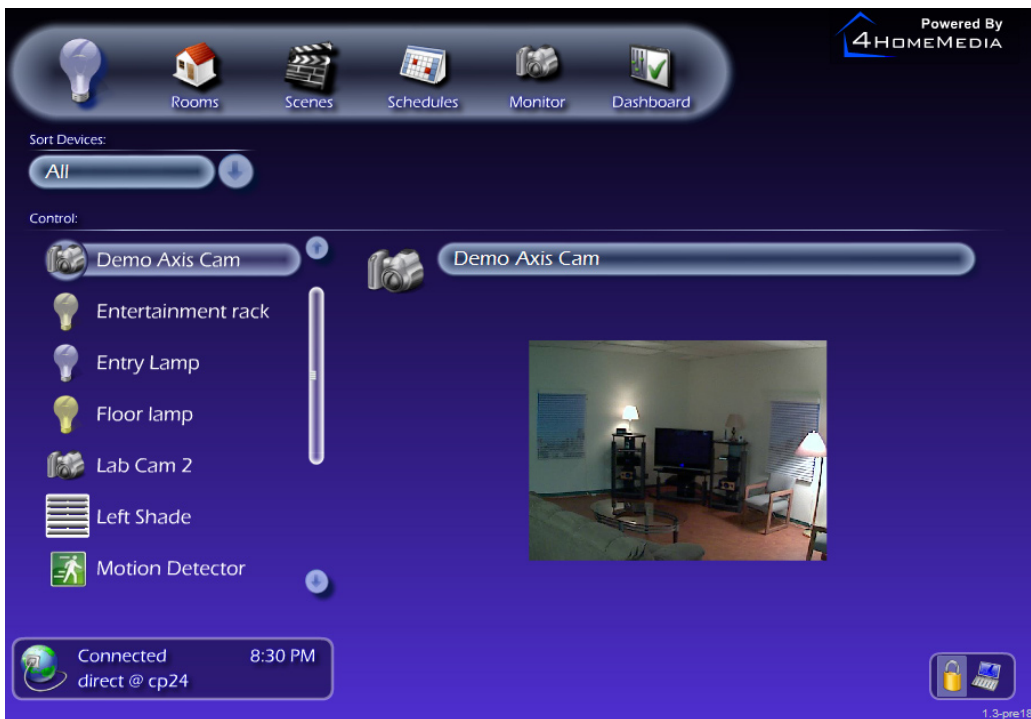 Powered By
4HOMEMEDIA
Rooms
Scenes
Schedules
Monitor
Dashboard
Sort Devices:
All
Control:
Demo Axis Cam
Entertainment rack
Entry Lamp
Floor lamp
Lab Cam 2
Left Shade
Motion Detector
Demo Axis Cam
Connected 8:30 PM
direct @ cp24
1.3-pre18